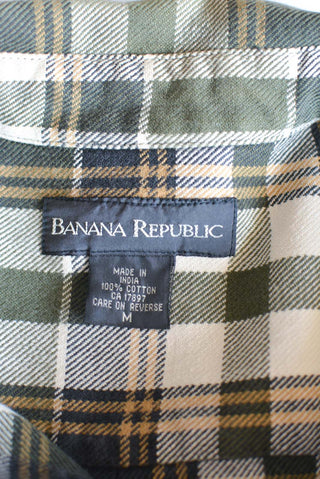 BANANA REPUBLIC
MADE IN
INDIA
100% COTTON
CA 17897
CARE ON REVERSE
M